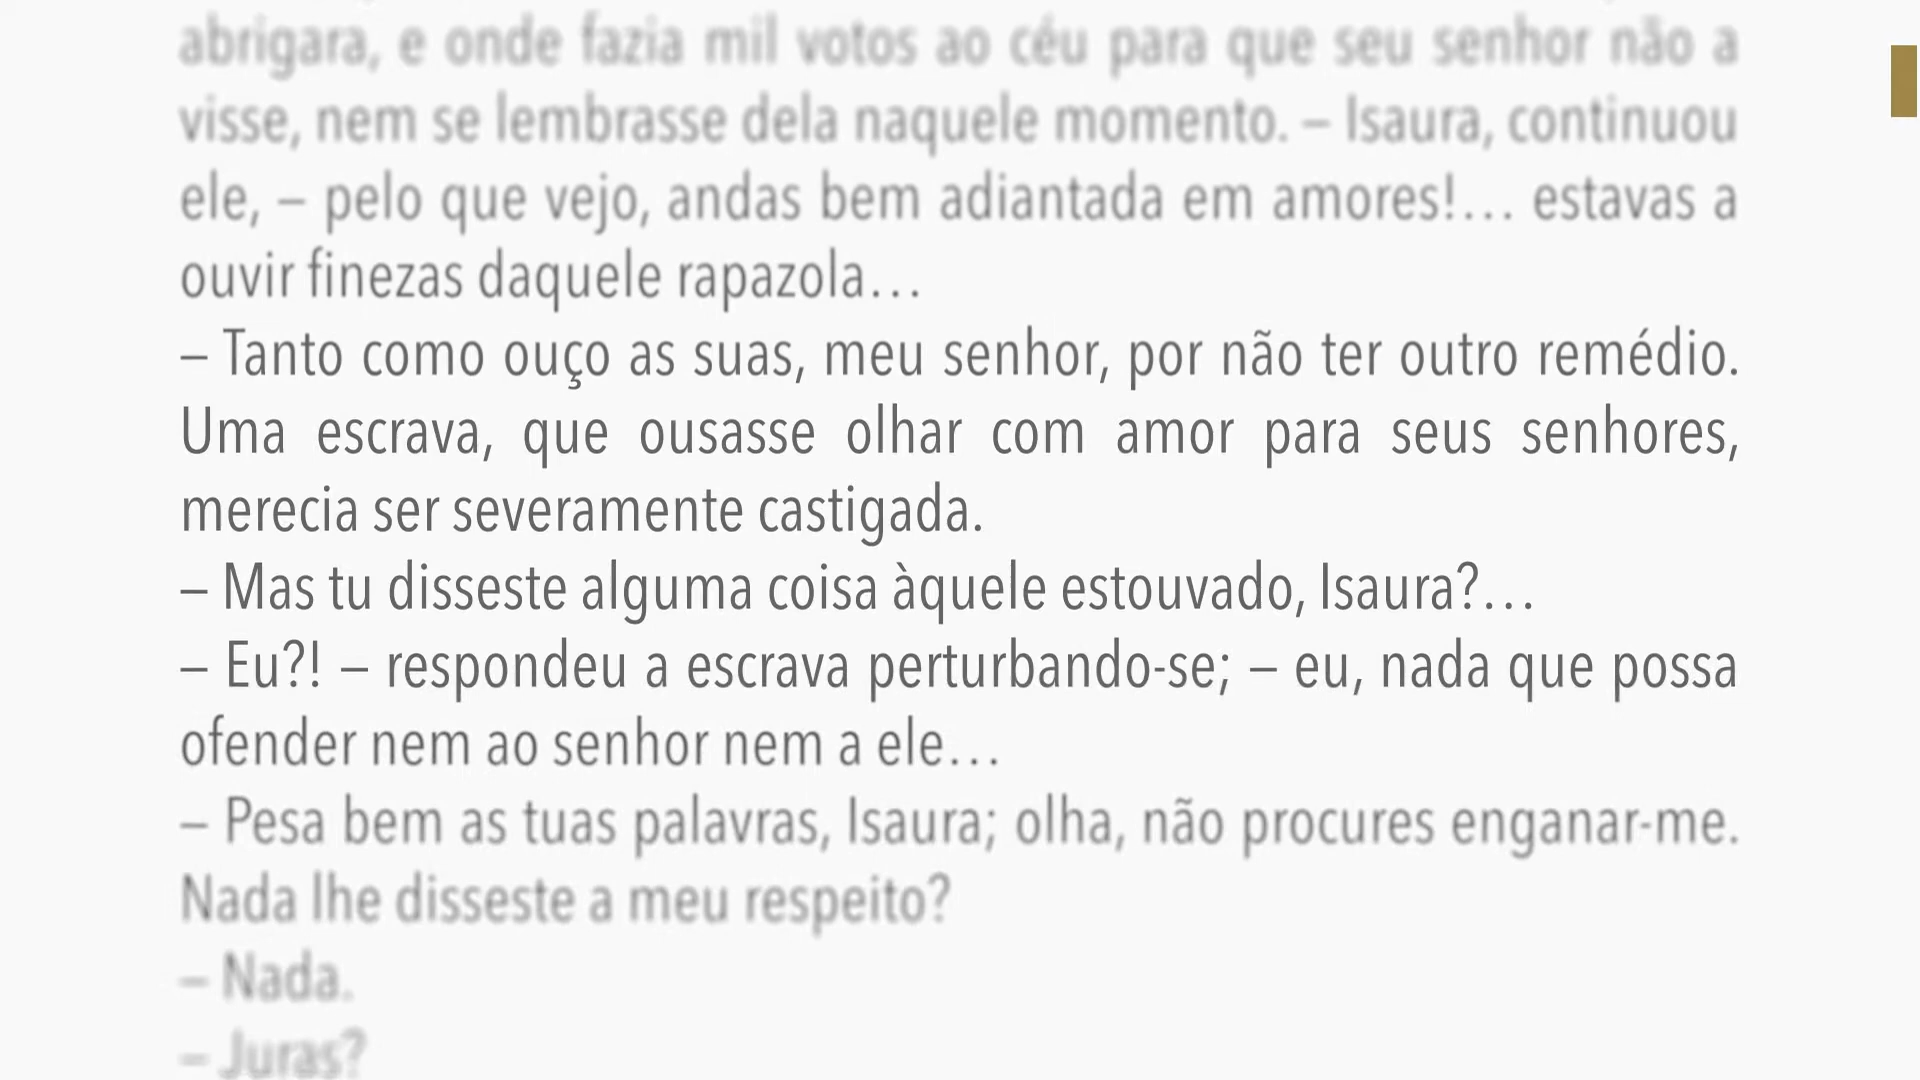 abrigara, e onde fazia mil votos ao céu para que seu senhor não a
visse, nem se lembrasse dela naquele momento. – Isaura, continuou
ele, – pelo que vejo, andas bem adiantada em amores!… estavas a
ouvir finezas daquele rapazola…
– Tanto como ouço as suas, meu senhor, por não ter outro remédio.
Uma escrava, que ousasse olhar com amor para seus senhores,
merecia ser severamente castigada.
– Mas tu disseste alguma coisa àquele estouvado, Isaura?…
– Eu?! – respondeu a escrava perturbando-se; – eu, nada que possa
ofender nem ao senhor nem a ele…
– Pesa bem as tuas palavras, Isaura; olha, não procures enganar-me.
Nada lhe disseste a meu respeito?
– Nada.
– Juras?